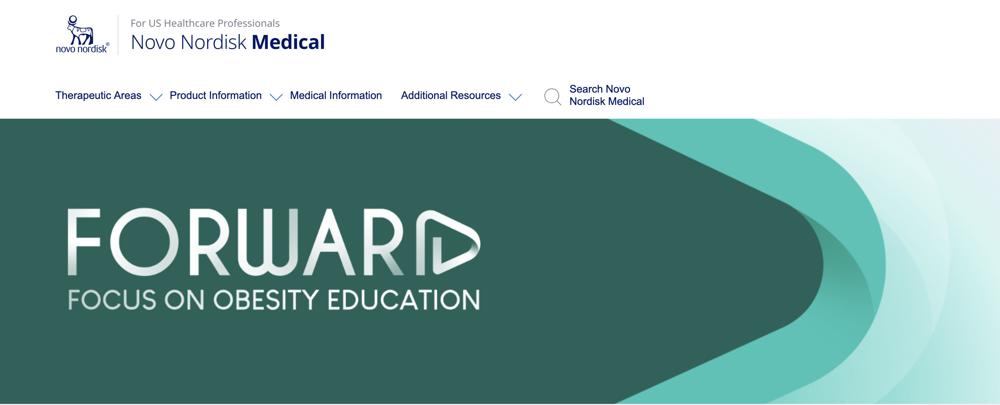 For US Healthcare Professionals
Novo Nordisk Medical
novo nordisk®
Therapeutic Areas
Product Information
Medical Information
Additional Resources
Search Novo
Nordisk Medical
FORWARD
FOCUS ON OBESITY EDUCATION